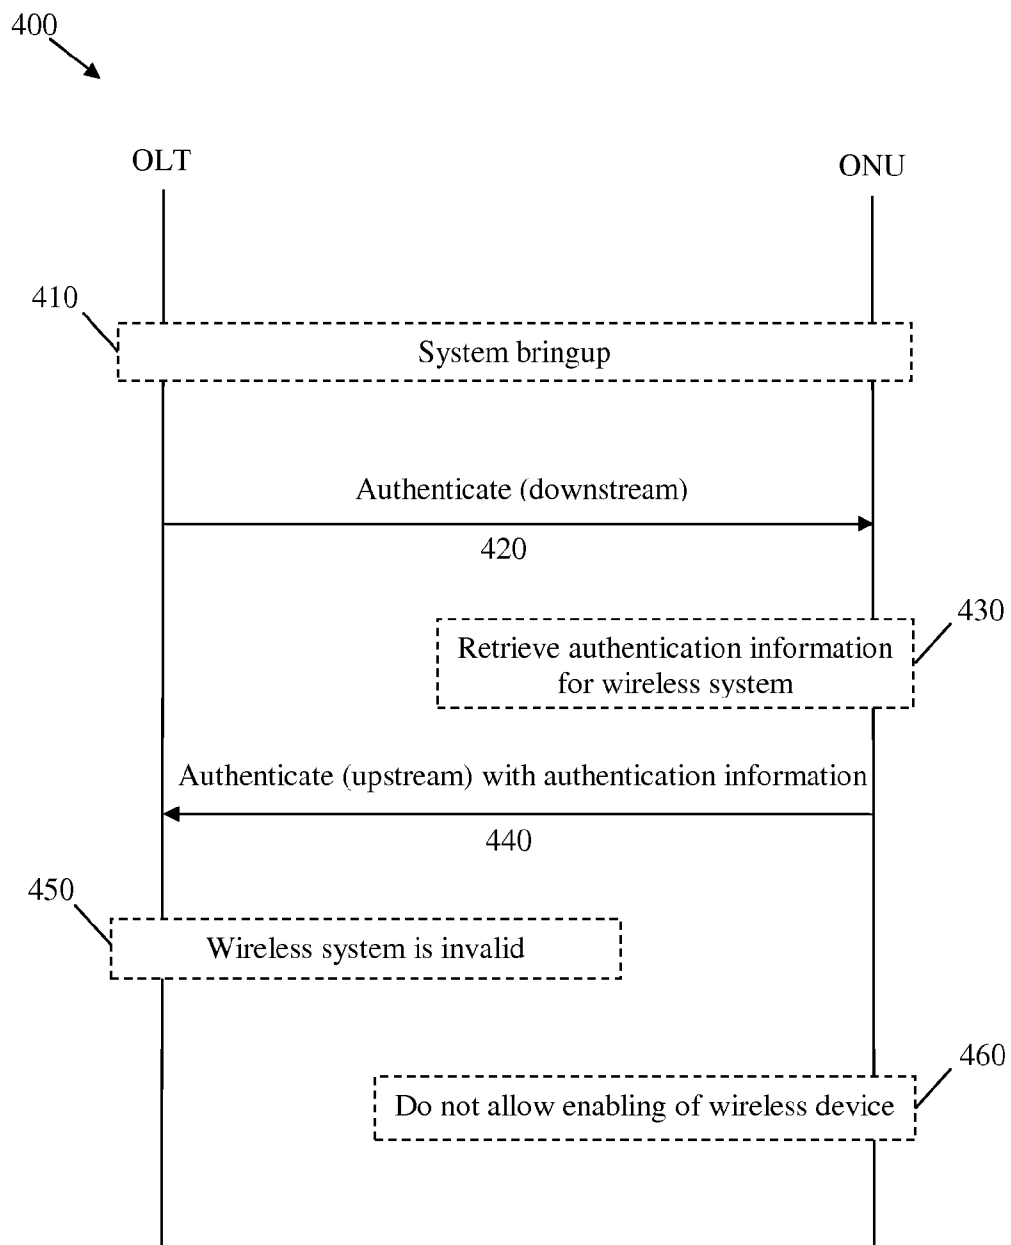 400
OLT
ONU
410
System bringup
Authenticate (downstream)
420
430
Retrieve authentication information
for wireless system
Authenticate (upstream) with authentication information
440
450
Wireless system is invalid
460
Do not allow enabling of wireless device